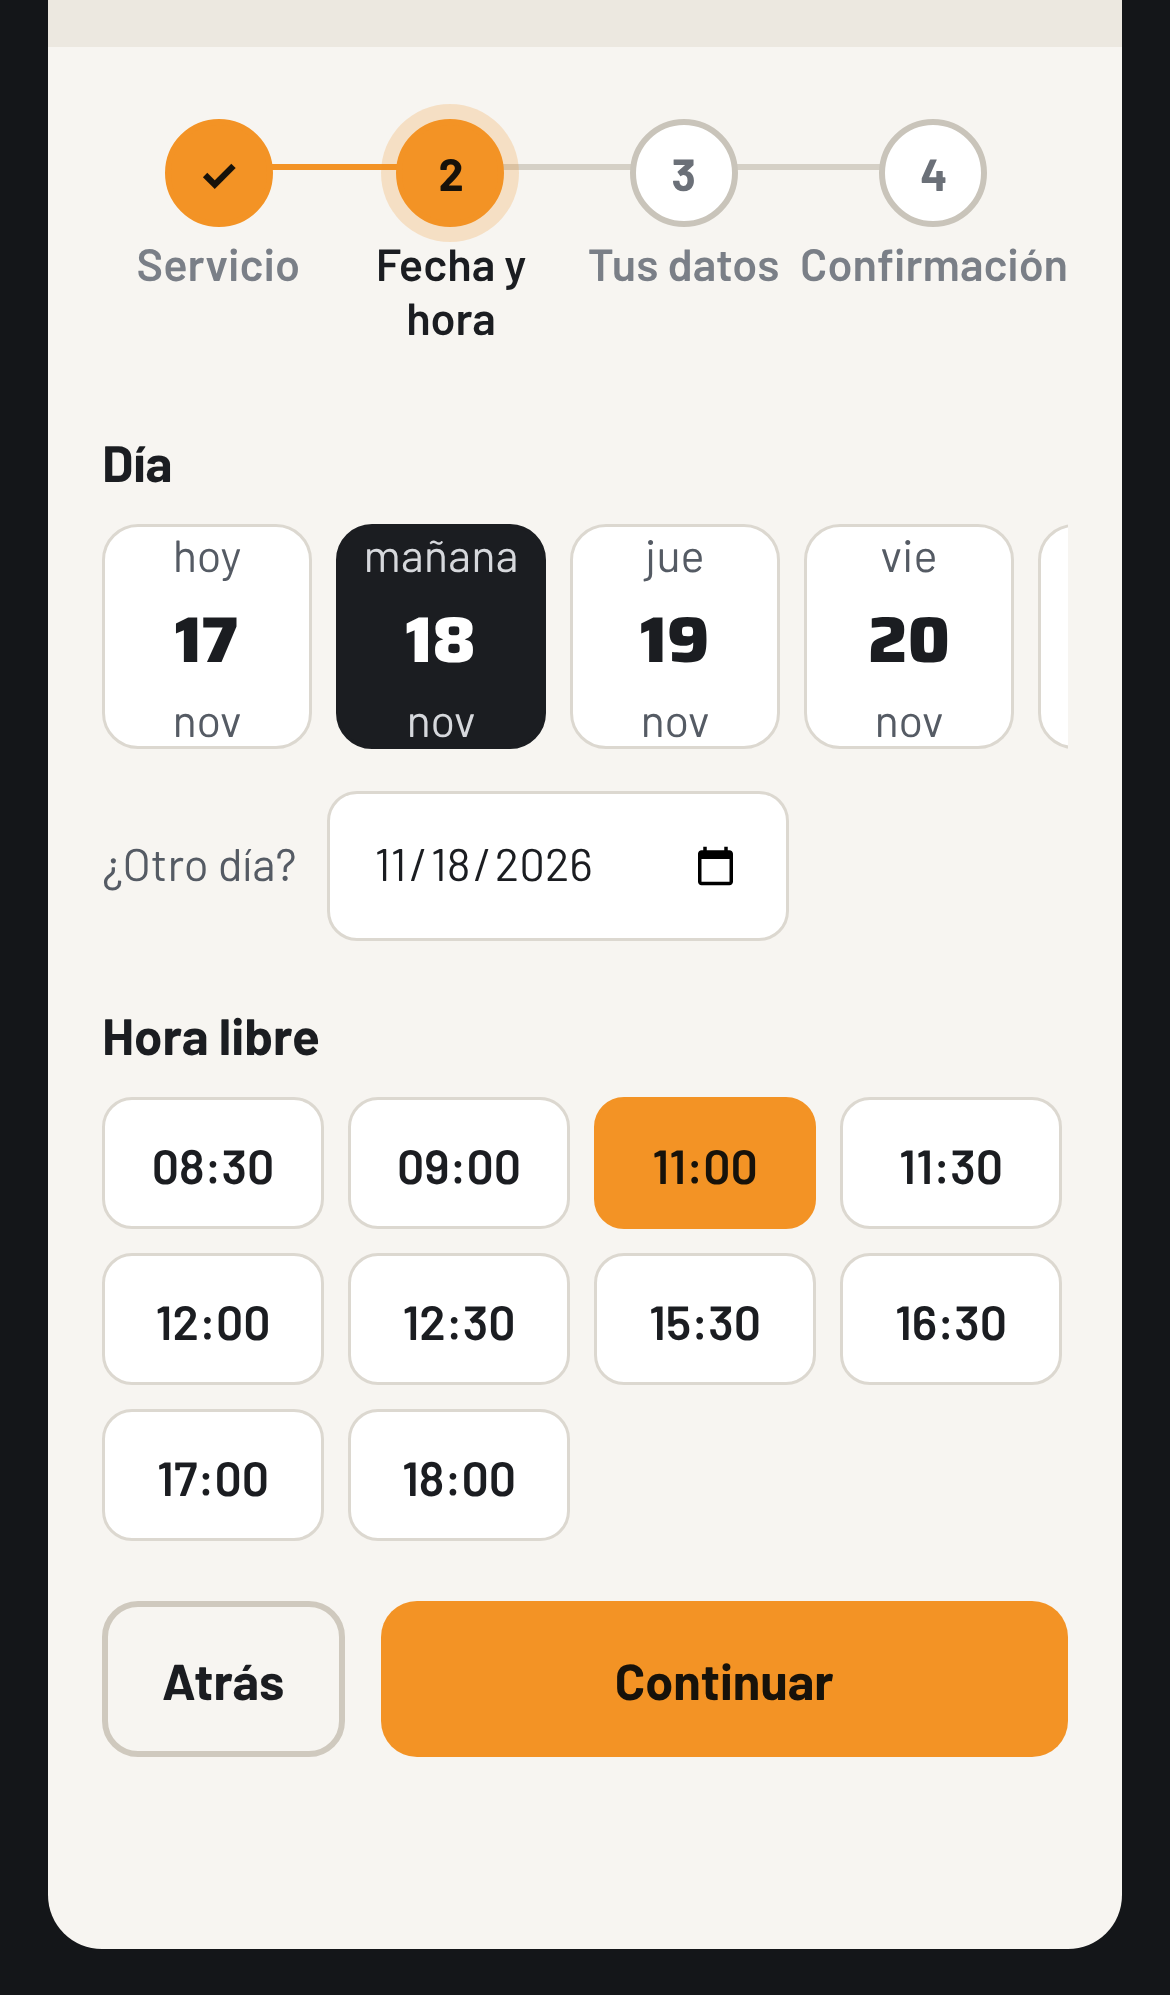 2 3 4
Servicio Fecha y hora Tus datos Confirmación
Día
hoy mañana jue vie
17 18 19 20
nov nov nov nov
¿Otro día? 11/18/2026
Hora libre
08:30 09:00 11:00 11:30
12:00 12:30 15:30 16:30
17:00 18:00
Atrás Continuar